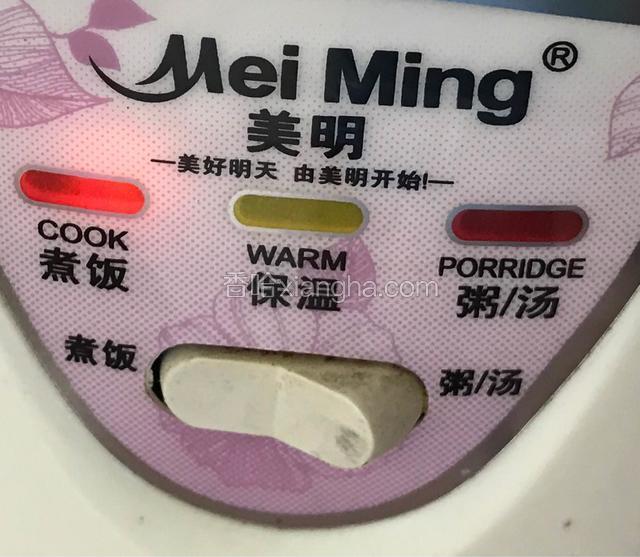 Mei Ming®
美明
—美好明天 由美明开始!—
COOK
煮饭
WARM
保温
PORRIDGE
粥/汤
香哈xiangha.com
煮饭
粥/汤